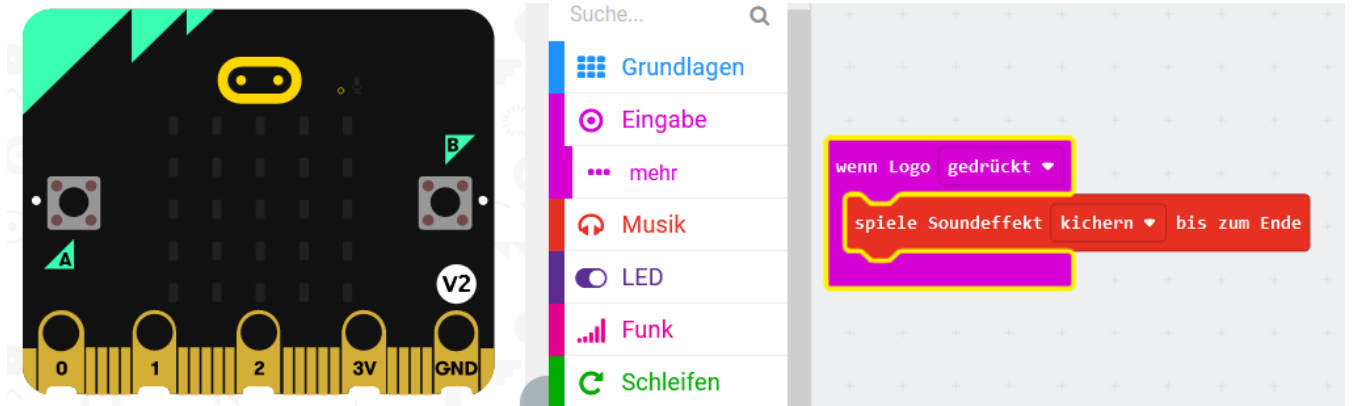 B
A
V2
0
1
2
3V
GND
Suche...
Grundlagen
Eingabe
mehr
Musik
LED
Funk
Schleifen
wenn Logo gedrückt
spiele Soundeffekt kichern bis zum Ende